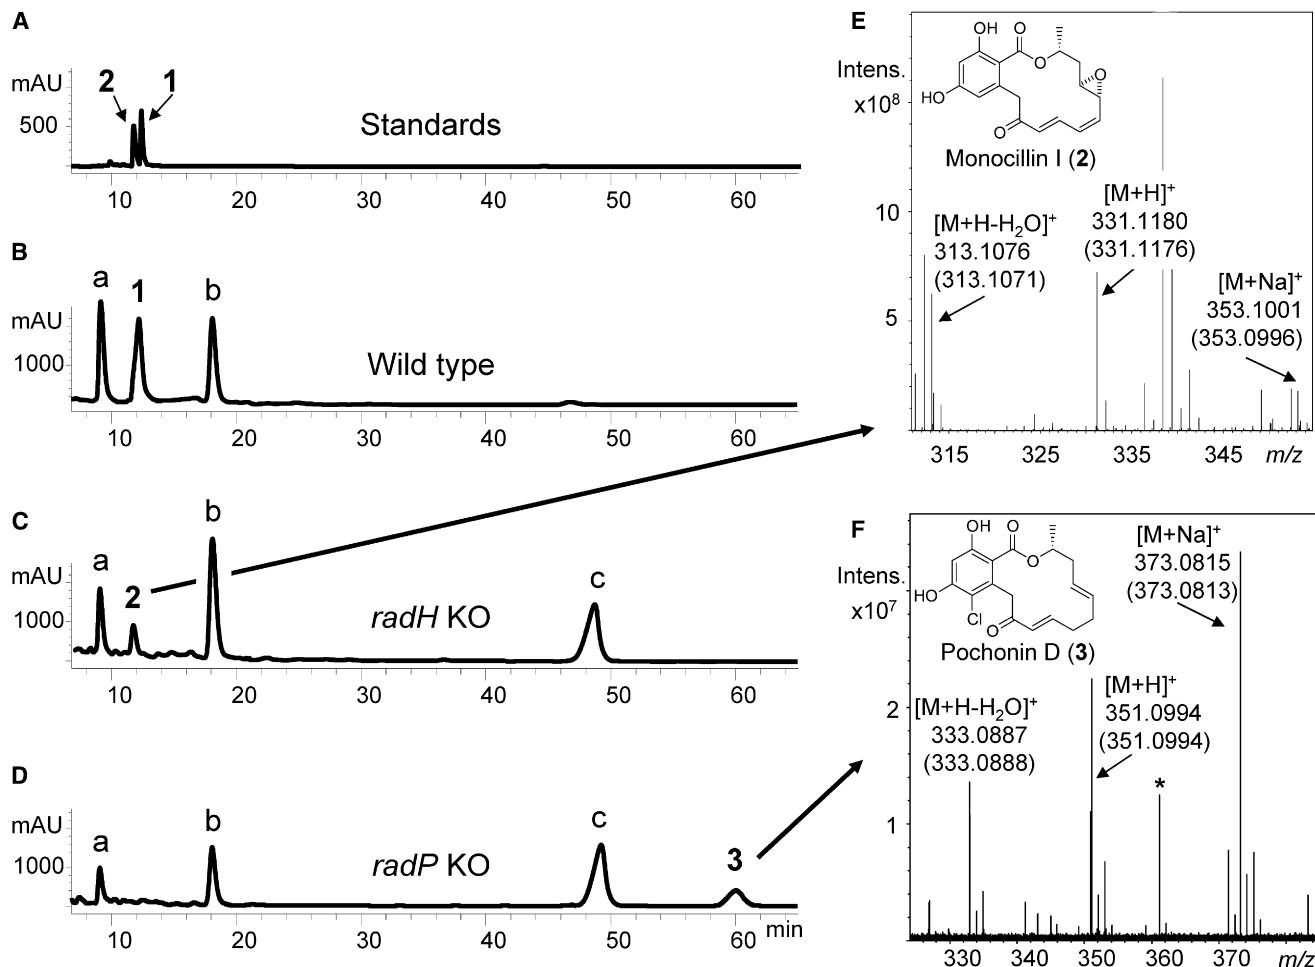 A
mAU
500
2
1
Standards
10 20 30 40 50 60
B
mAU
1000
a
1
b
Wild type
10 20 30 40 50 60
C
mAU
1000
a
2
b
c
radH KO
10 20 30 40 50 60
D
mAU
1000
a
b
c
3
radP KO
10 20 30 40 50 60 min
E
Intens.
x10⁸
10
5
OH
O
O
O
HO
O
Monocillin I (2)
[M+H-H₂O]⁺
313.1076
(313.1071)
[M+H]⁺
331.1180
(331.1176)
[M+Na]⁺
353.1001
(353.0996)
315 325 335 345 m/z
F
Intens.
x10⁷
2
1
OH
O
O
HO
Cl
O
Pochonin D (3)
[M+Na]⁺
373.0815
(373.0813)
[M+H-H₂O]⁺
333.0887
(333.0888)
[M+H]⁺
351.0994
(351.0994)
*
330 340 350 360 370 m/z